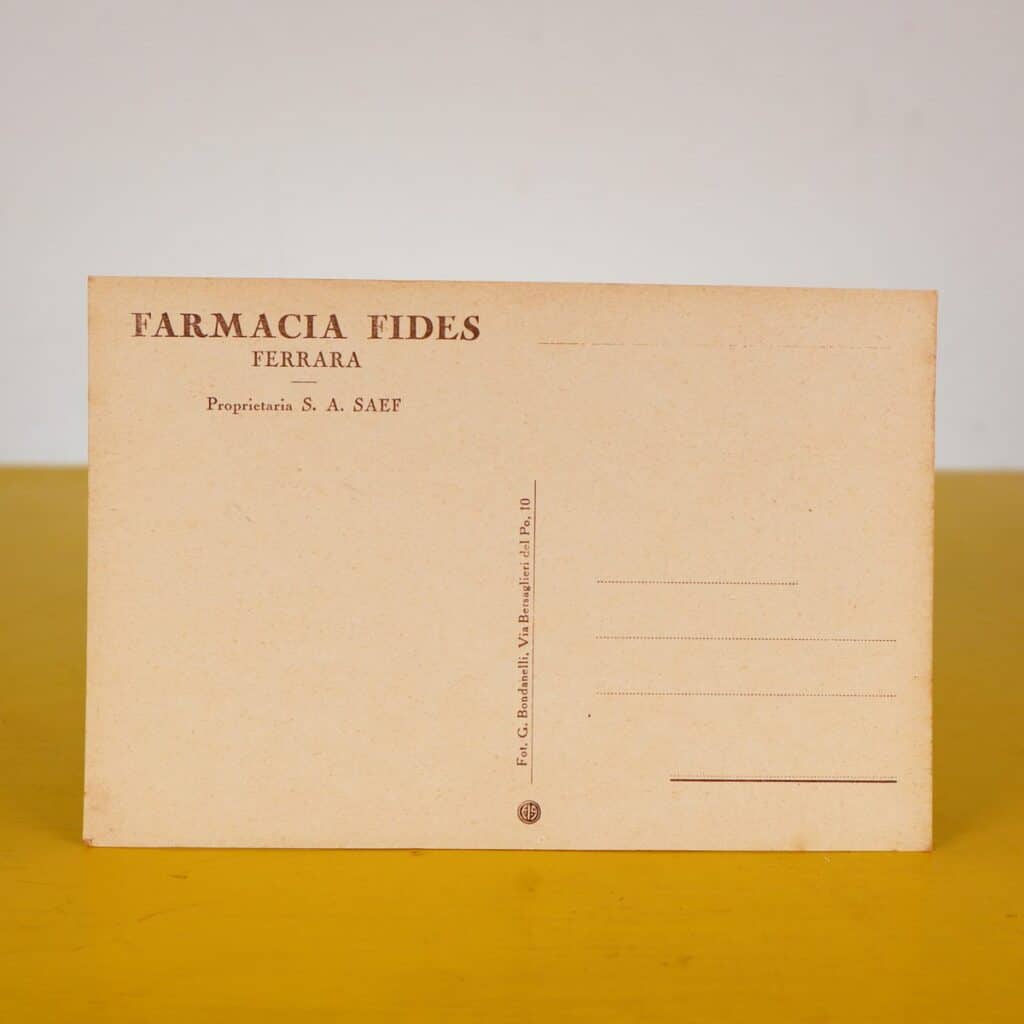 FARMACIA FIDES
FERRARA
Proprietaria S. A. SAEF
Fot. G. Bondanelli, Via Bersaglieri del Po, 10